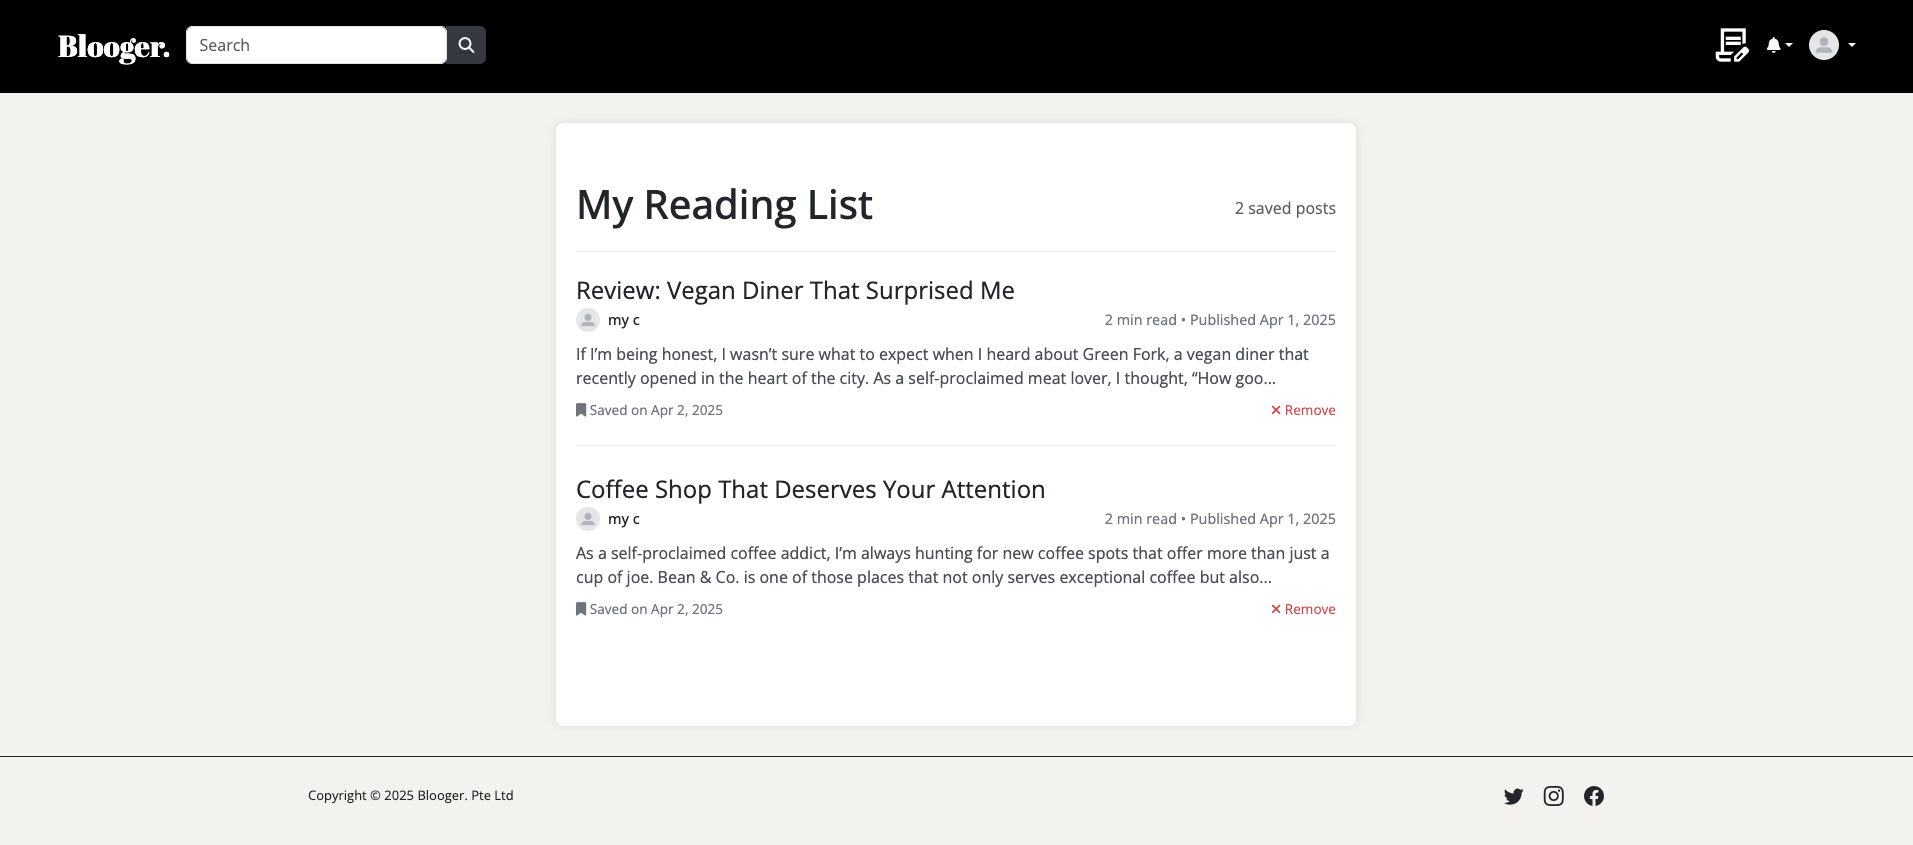 Blooger.
Search
My Reading List
2 saved posts
Review: Vegan Diner That Surprised Me
my c
2 min read • Published Apr 1, 2025
If I’m being honest, I wasn’t sure what to expect when I heard about Green Fork, a vegan diner that
recently opened in the heart of the city. As a self-proclaimed meat lover, I thought, “How goo...
Saved on Apr 2, 2025
Remove
Coffee Shop That Deserves Your Attention
my c
2 min read • Published Apr 1, 2025
As a self-proclaimed coffee addict, I’m always hunting for new coffee spots that offer more than just a
cup of joe. Bean & Co. is one of those places that not only serves exceptional coffee but also...
Saved on Apr 2, 2025
Remove
Copyright © 2025 Blooger. Pte Ltd